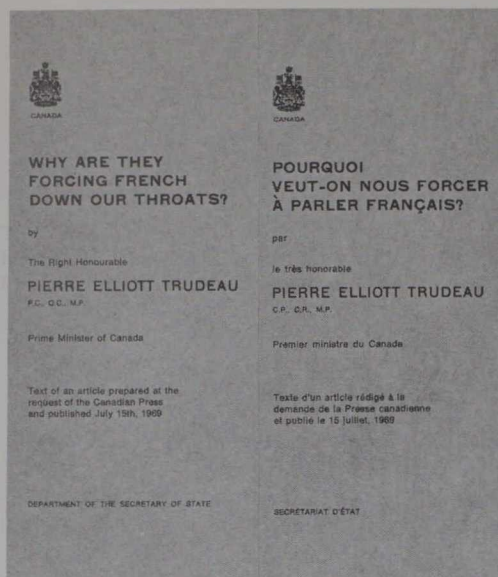 CANADA
WHY ARE THEY
FORCING FRENCH
DOWN OUR THROATS?
by
The Right Honourable
PIERRE ELLIOTT TRUDEAU
P.C., Q.C., M.P.
Prime Minister of Canada
Text of an article prepared at the
request of the Canadian Press
and published July 15th, 1969
DEPARTMENT OF THE SECRETARY OF STATE
CANADA
POURQUOI
VEUT-ON NOUS FORCER
À PARLER FRANÇAIS?
par
le très honorable
PIERRE ELLIOTT TRUDEAU
C.P., C.R., M.P.
Premier ministre du Canada
Texte d'un article rédigé à la
demande de la Presse canadienne
et publié le 15 juillet, 1969
SECRÉTARIAT D'ÉTAT